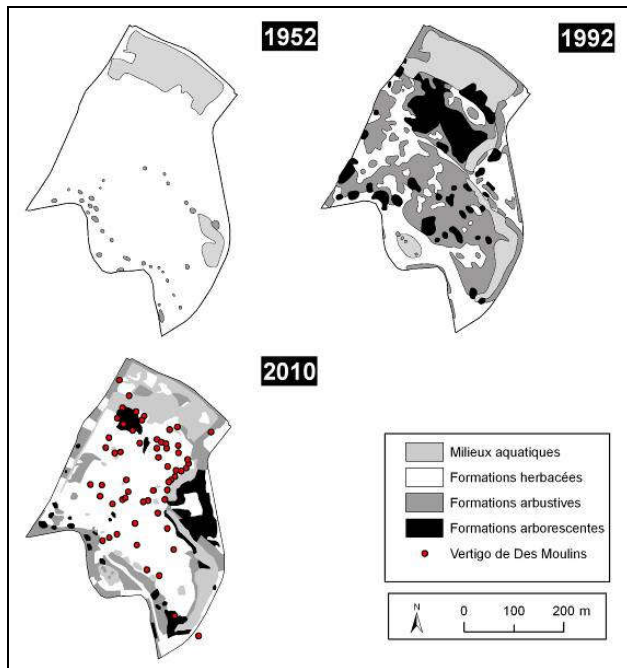 1952
1992
2010
Milieux aquatiques
Formations herbacées
Formations arbustives
Formations arborescentes
Vertigo de Des Moulins
N
0 100 200 m